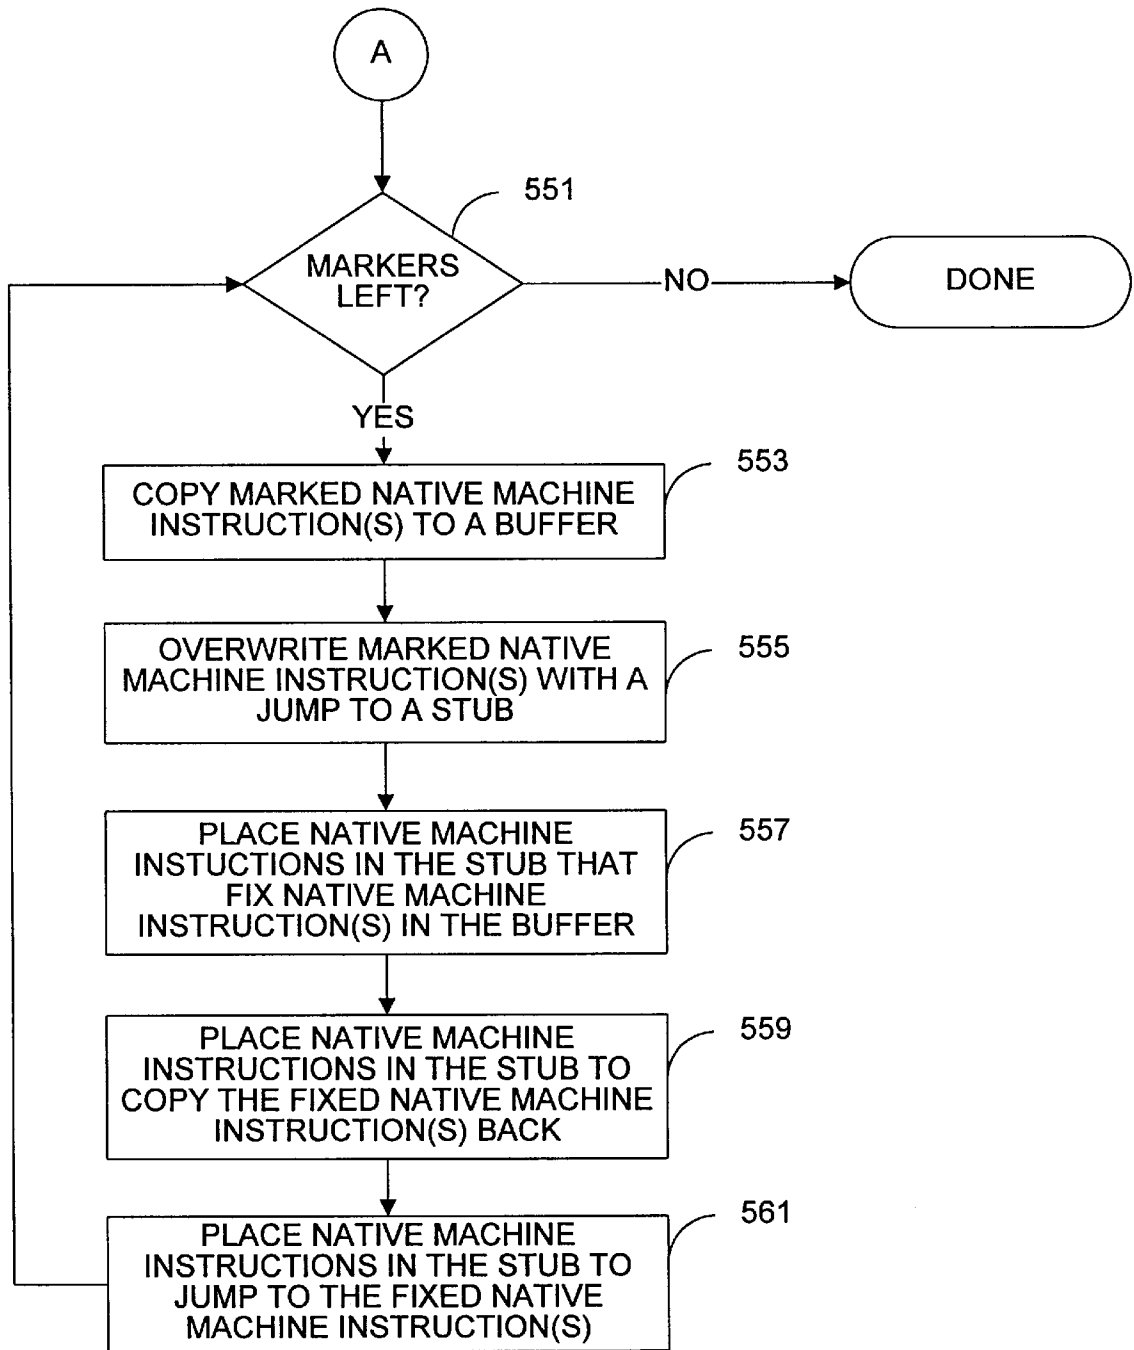 A
551
MARKERS
LEFT?
NO
DONE
YES
553
COPY MARKED NATIVE MACHINE
INSTRUCTION(S) TO A BUFFER
555
OVERWRITE MARKED NATIVE
MACHINE INSTRUCTION(S) WITH A
JUMP TO A STUB
557
PLACE NATIVE MACHINE
INSTUCTIONS IN THE STUB THAT
FIX NATIVE MACHINE
INSTRUCTION(S) IN THE BUFFER
559
PLACE NATIVE MACHINE
INSTRUCTIONS IN THE STUB TO
COPY THE FIXED NATIVE MACHINE
INSTRUCTION(S) BACK
561
PLACE NATIVE MACHINE
INSTRUCTIONS IN THE STUB TO
JUMP TO THE FIXED NATIVE
MACHINE INSTRUCTION(S)